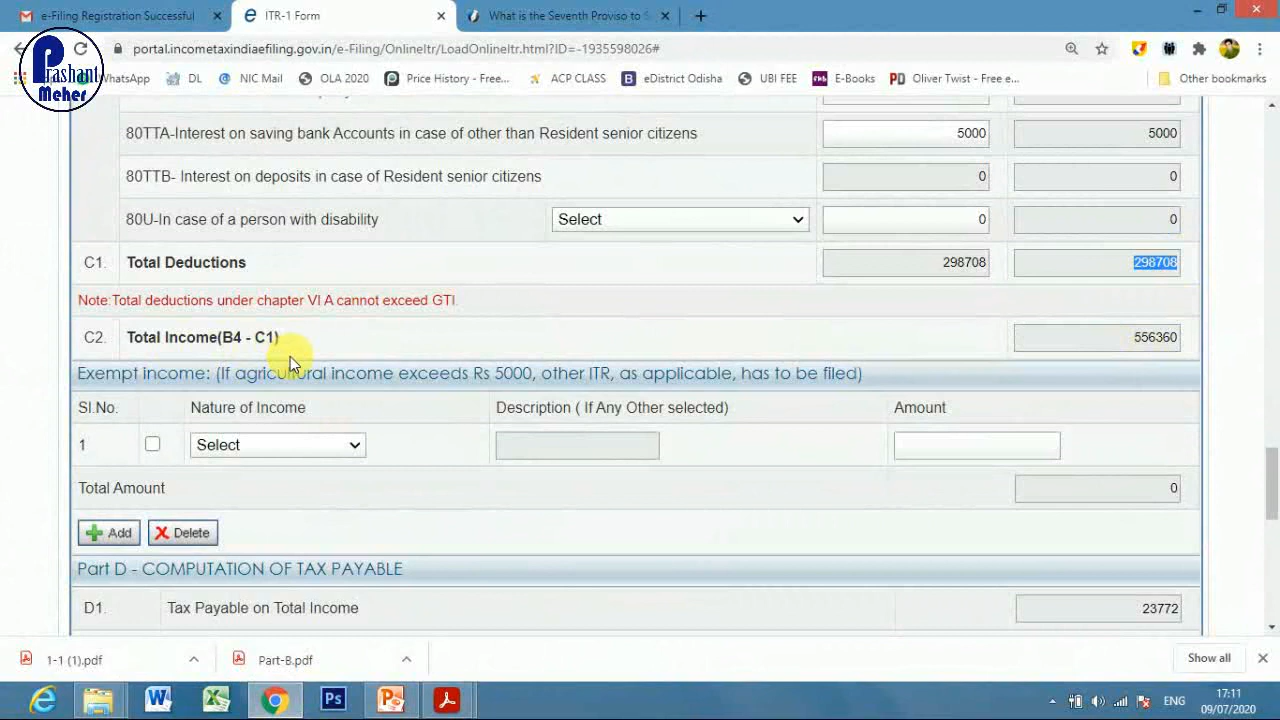 e-Filing Registration Successful
ITR-1 Form
What is the Seventh Proviso to S
portal.incometaxindiaefiling.gov.in/e-Filing/OnlineItr/LoadOnlineItr.html?ID=-1935598026#
Prashant
Meher
WhatsApp
DL
NIC Mail
OLA 2020
Price History - Free...
ACP CLASS
eDistrict Odisha
UBI FEE
E-Books
Oliver Twist - Free e...
Other bookmarks
80TTA-Interest on saving bank Accounts in case of other than Resident senior citizens 5000 5000
80TTB- Interest on deposits in case of Resident senior citizens 0 0
80U-In case of a person with disability Select 0 0
C1. Total Deductions 298708 298708
Note:Total deductions under chapter VI A cannot exceed GTI.
C2. Total Income(B4 - C1) 556360
Exempt income: (If agricultural income exceeds Rs 5000, other ITR, as applicable, has to be filed)
Sl.No. Nature of Income Description ( If Any Other selected) Amount
1 Select
Total Amount 0
Add Delete
Part D - COMPUTATION OF TAX PAYABLE
D1. Tax Payable on Total Income 23772
1-1 (1).pdf
Part-B.pdf
Show all
ENG
17:11
09/07/2020